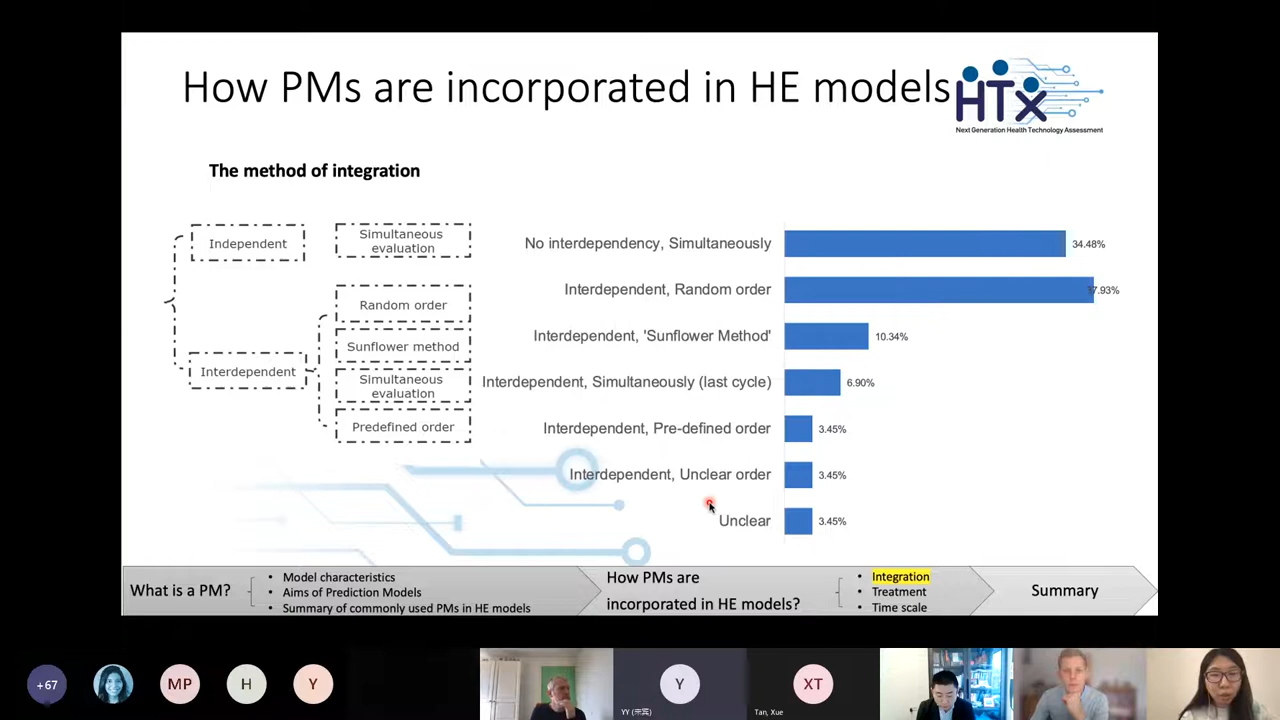 How PMs are incorporated in HE models
HTx
Next Generation Health Technology Assessment
The method of integration
Independent
Simultaneous
evaluation
Interdependent
Random order
Sunflower method
Simultaneous
evaluation
Predefined order
No interdependency, Simultaneously
34.48%
Interdependent, Random order
37.93%
Interdependent, 'Sunflower Method'
10.34%
Interdependent, Simultaneously (last cycle)
6.90%
Interdependent, Pre-defined order
3.45%
Interdependent, Unclear order
3.45%
Unclear
3.45%
What is a PM?
• Model characteristics
• Aims of Prediction Models
• Summary of commonly used PMs in HE models
How PMs are
incorporated in HE models?
• Integration
• Treatment
• Time scale
Summary
+67
MP
H
Y
Y
YY (来宾)
XT
Tan, Xue